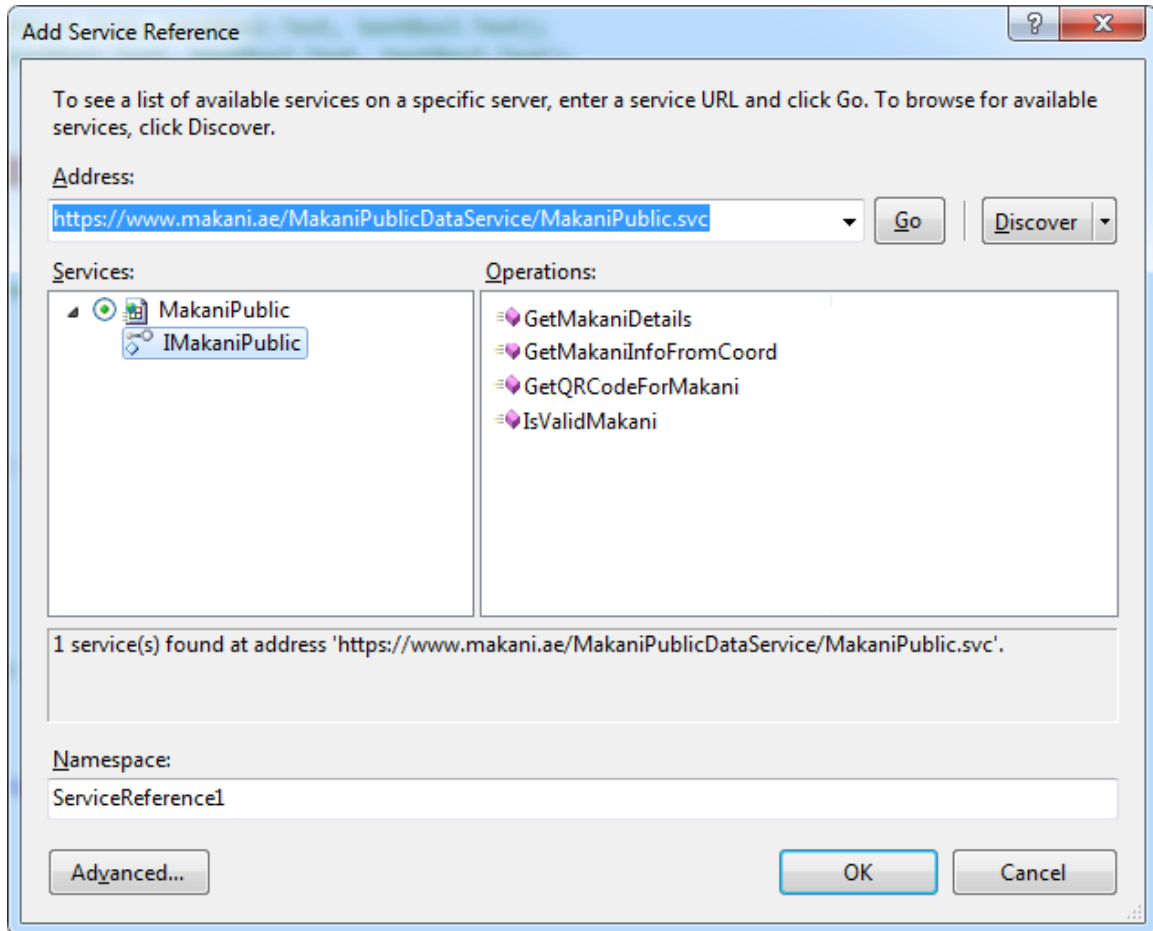 Add Service Reference
To see a list of available services on a specific server, enter a service URL and click Go. To browse for available
services, click Discover.
Address:
https://www.makani.ae/MakaniPublicDataService/MakaniPublic.svc
Go
Discover
Services:
Operations:
MakaniPublic
IMakaniPublic
GetMakaniDetails
GetMakaniInfoFromCoord
GetQRCodeForMakani
IsValidMakani
1 service(s) found at address 'https://www.makani.ae/MakaniPublicDataService/MakaniPublic.svc'.
Namespace:
ServiceReference1
Advanced...
OK
Cancel